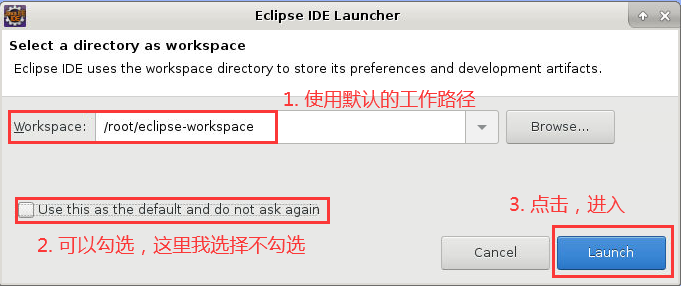 Eclipse IDE Launcher
Select a directory as workspace
Eclipse IDE uses the workspace directory to store its preferences and development artifacts.
1. 使用默认的工作路径
Workspace: /root/eclipse-workspace Browse...
Use this as the default and do not ask again
3. 点击，进入
2. 可以勾选，这里我选择不勾选
Cancel Launch